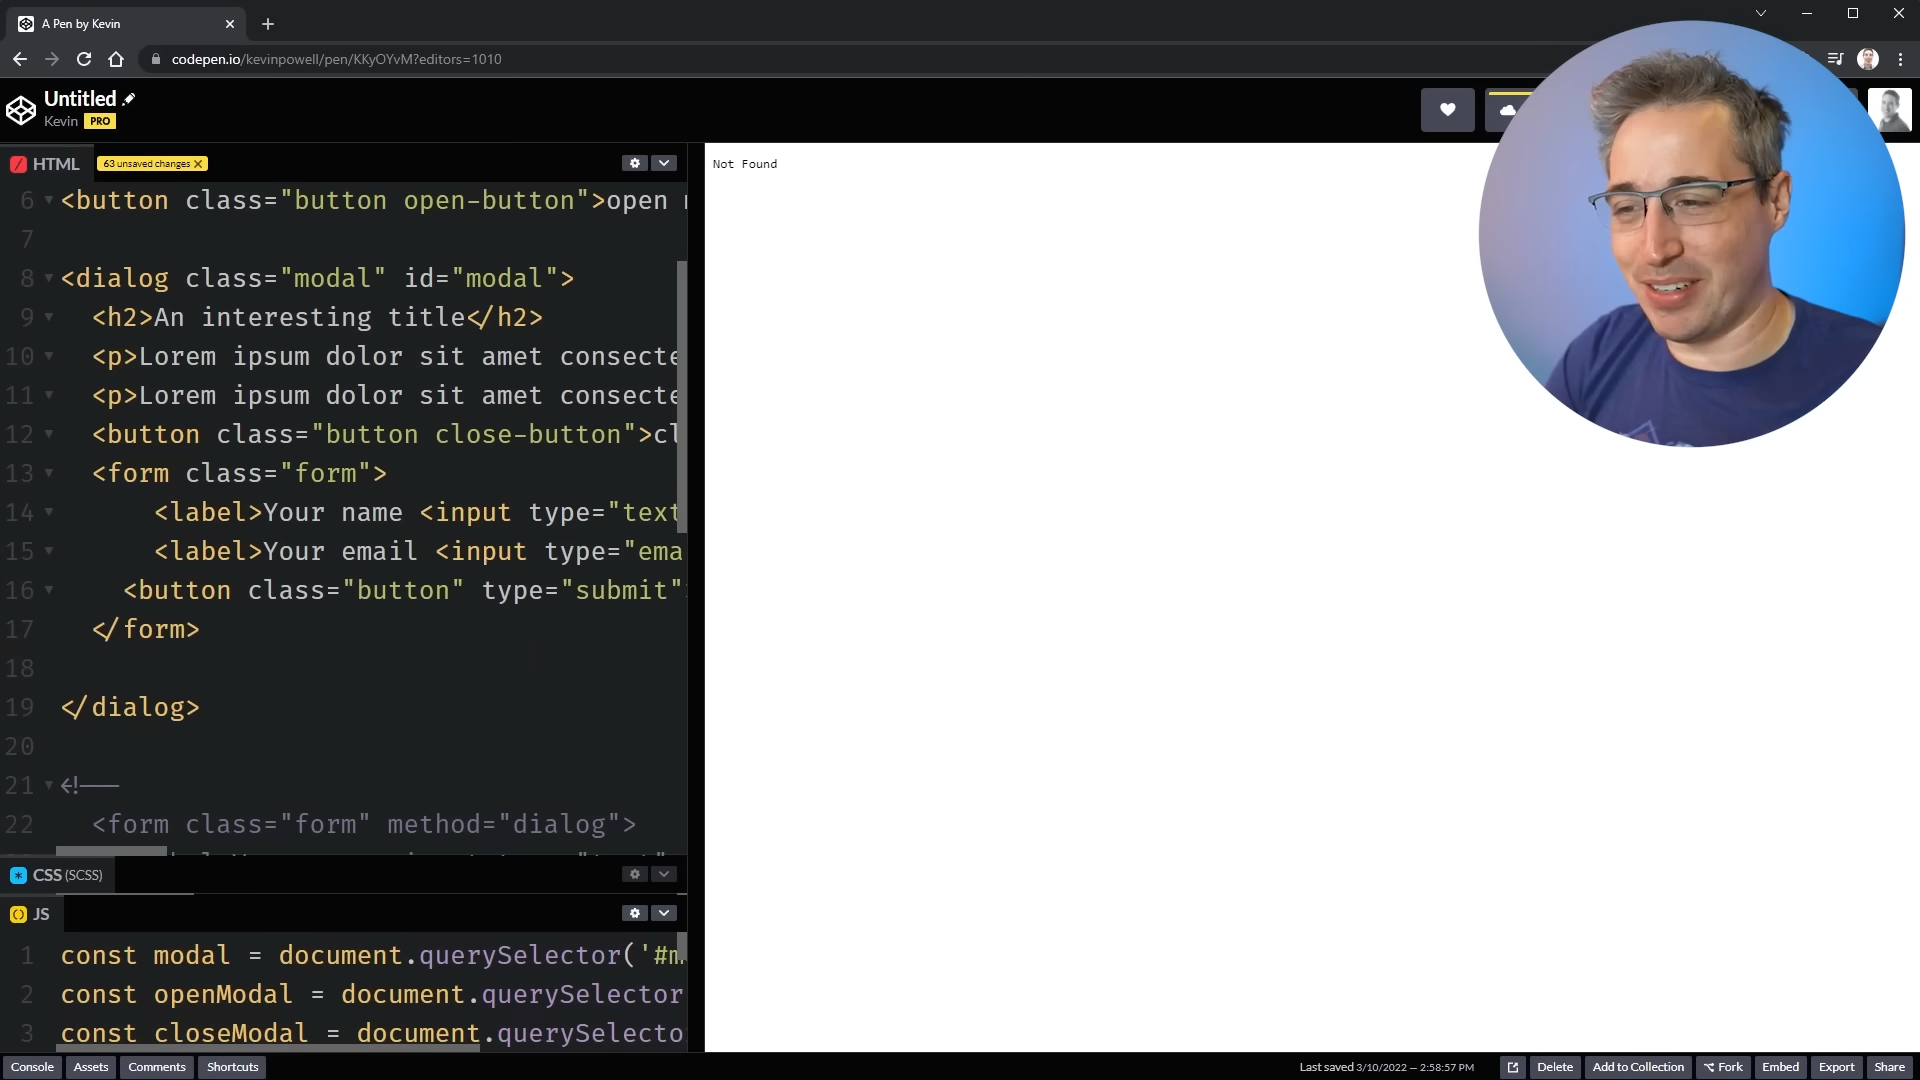 A Pen by Kevin
codepen.io/kevinpowell/pen/KKyOYvM?editors=1010
Untitled
Kevin PRO
HTML 63 unsaved changes X
6 <button class="button open-button">open
7
8 <dialog class="modal" id="modal">
9 <h2>An interesting title</h2>
10 <p>Lorem ipsum dolor sit amet consecte
11 <p>Lorem ipsum dolor sit amet consecte
12 <button class="button close-button">cl
13 <form class="form">
14 <label>Your name <input type="text
15 <label>Your email <input type="ema
16 <button class="button" type="submit"
17 </form>
18
19 </dialog>
20
21 <!--
22 <form class="form" method="dialog">
CSS (SCSS)
JS
1 const modal = document.querySelector('#m
2 const openModal = document.querySelector
3 const closeModal = document.querySelecto
Not Found
Console Assets Comments Shortcuts Last saved 3/10/2022 — 2:58:57 PM Delete Add to Collection Fork Embed Export Share